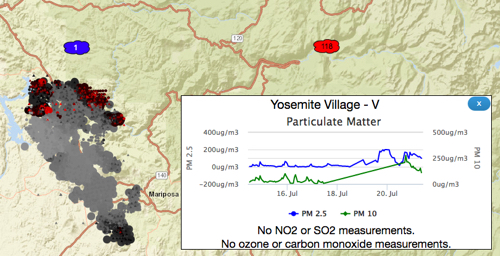 120
1
118
140
Mariposa
Yosemite Village - V
x
Particulate Matter
400ug/m3
200ug/m3
0ug/m3
-200ug/m3
PM 2.5
500ug/m3
250ug/m3
0ug/m3
PM 10
16. Jul
18. Jul
20. Jul
PM 2.5
PM 10
No NO2 or SO2 measurements.
No ozone or carbon monoxide measurements.